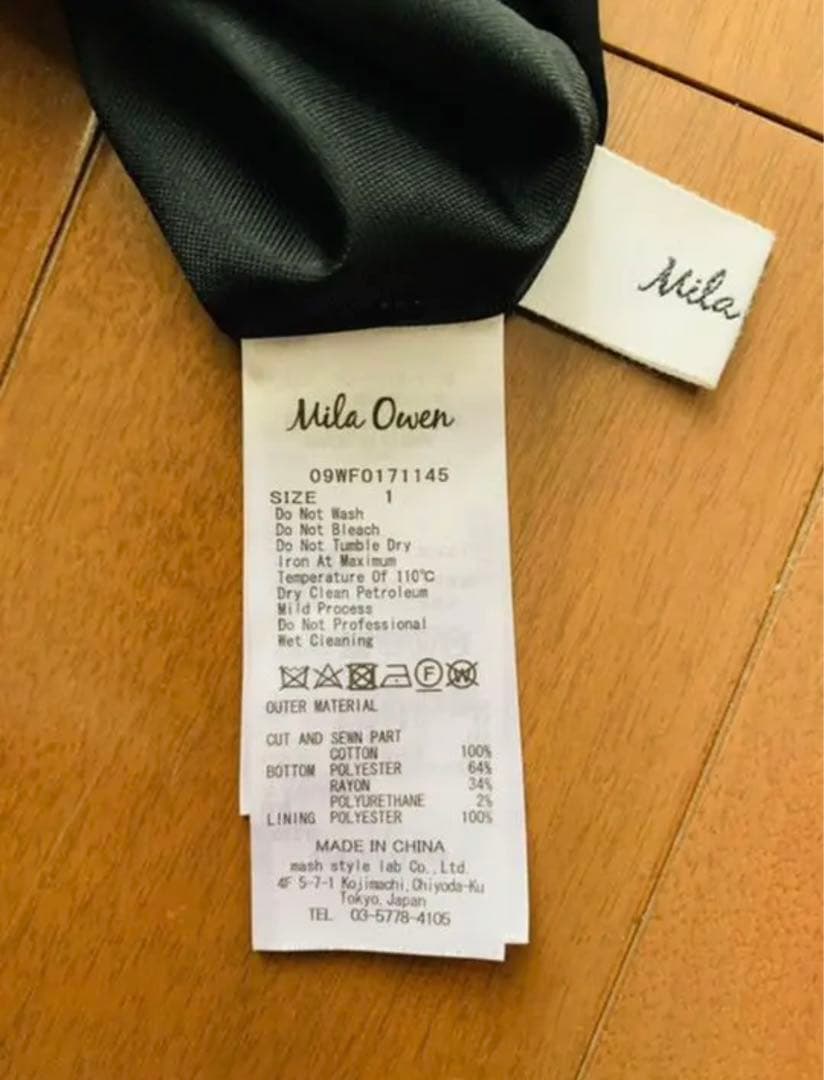 Mila
Mila Owen
09WF0171145
SIZE 1
Do Not Wash
Do Not Bleach
Do Not Tumble Dry
Iron At Maximum
Temperature Of 110℃
Dry Clean Petroleum
Mild Process
Do Not Professional
Wet Cleaning
F W
OUTER MATERIAL
CUT AND SEWN PART
COTTON 100%
BOTTOM POLYESTER 64%
RAYON 34%
POLYURETHANE 2%
LINING POLYESTER 100%
MADE IN CHINA
mash style lab Co.,Ltd.
4F 5-7-1 Kojimachi,Chiyoda-Ku
Tokyo,Japan
TEL 03-5778-4105